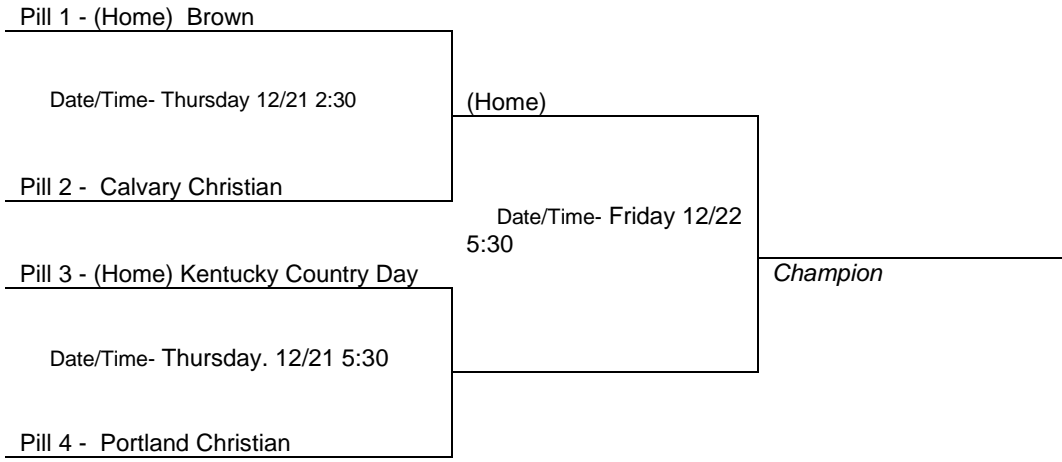 Pill 1 - (Home) Brown
Date/Time- Thursday 12/21 2:30
(Home)
Pill 2 - Calvary Christian
Date/Time- Friday 12/22
5:30
Pill 3 - (Home) Kentucky Country Day
Champion
Date/Time- Thursday. 12/21 5:30
Pill 4 - Portland Christian